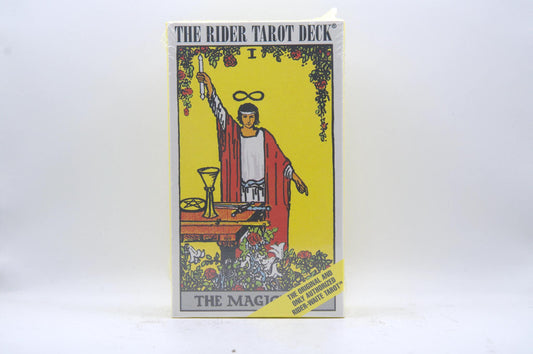 THE RIDER TAROT DECK®
I
THE MAGIC
THE ORIGINAL AND
ONLY AUTHORIZED
RIDER-WAITE TAROT™